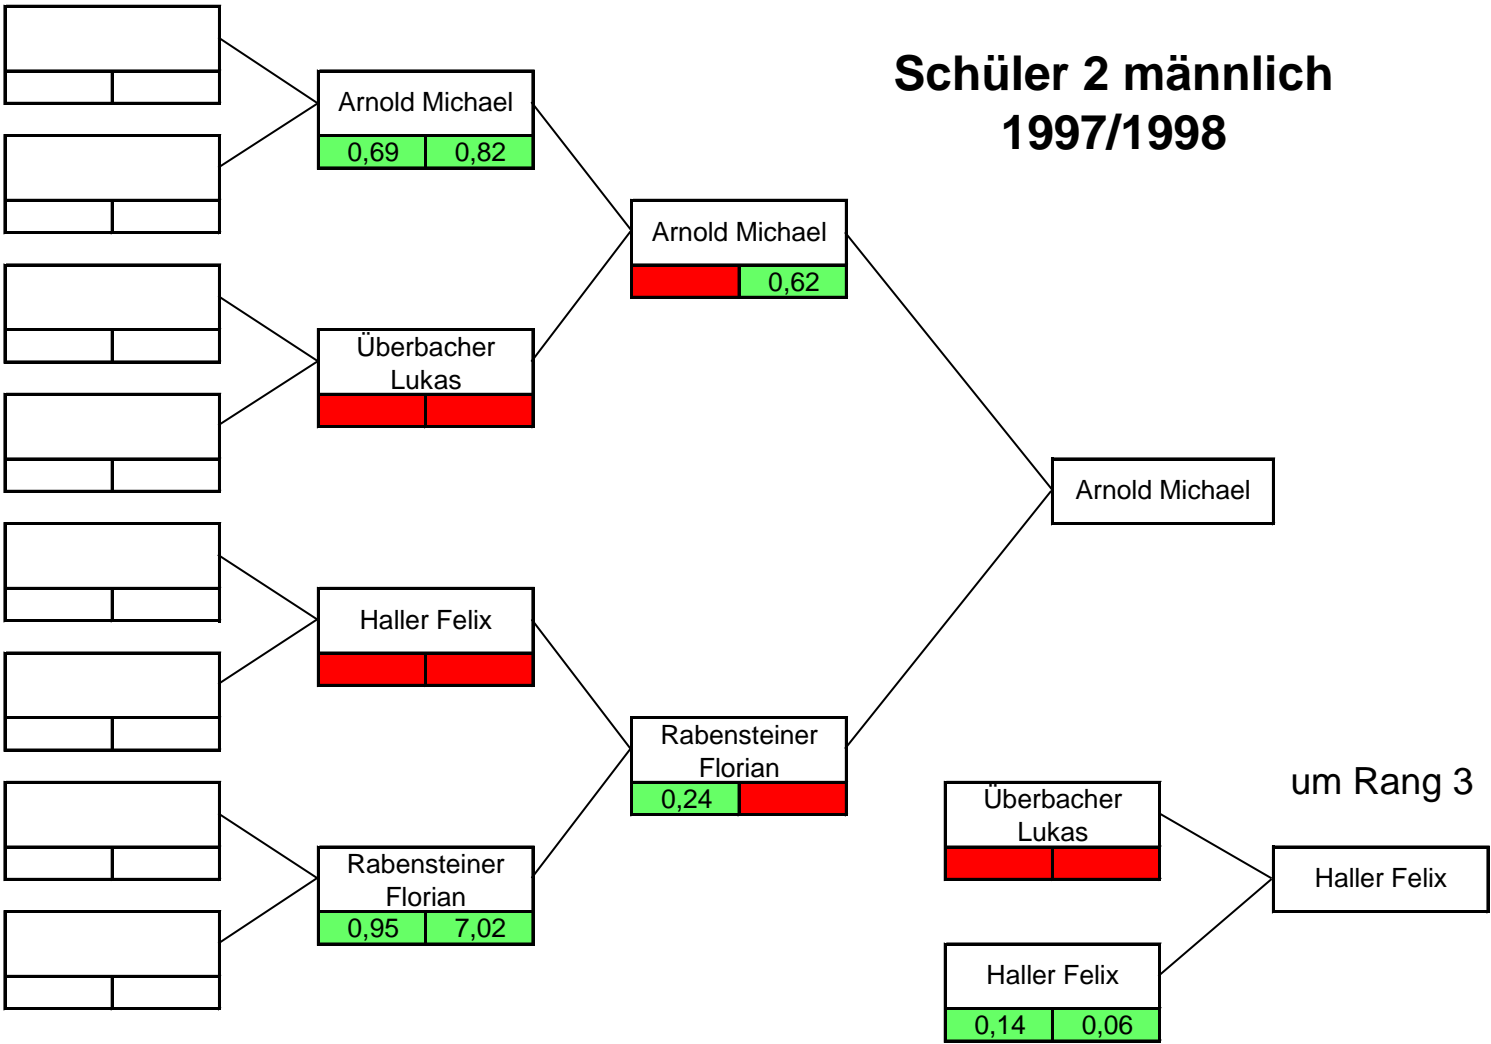 Schüler 2 männlich
1997/1998
Arnold Michael
0,69 0,82
Arnold Michael
0,62
Überbacher
Lukas
Arnold Michael
Haller Felix
Rabensteiner
Florian
0,24
um Rang 3
Überbacher
Lukas
Rabensteiner
Florian
0,95 7,02
Haller Felix
Haller Felix
0,14 0,06